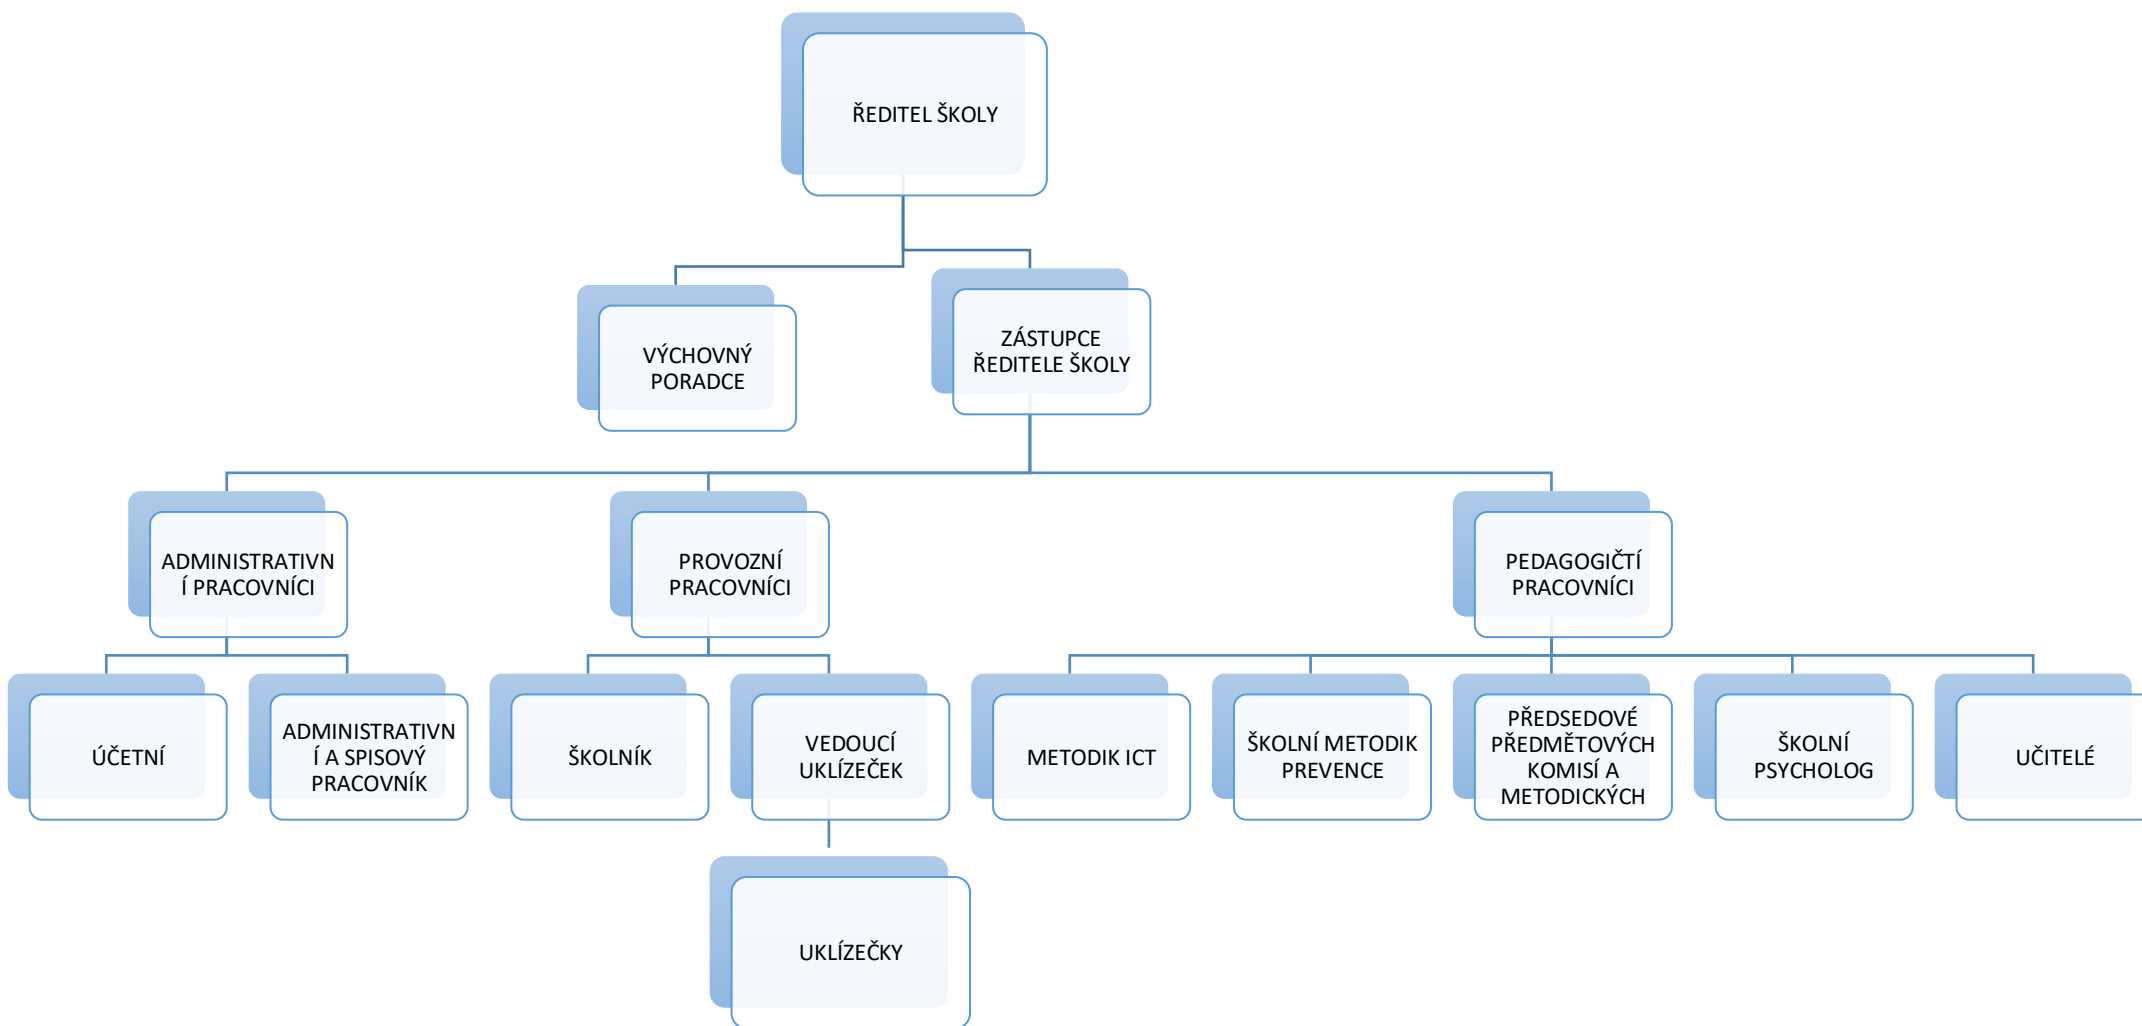 ŘEDITEL ŠKOLY
VÝCHOVNÝ
PORADCE
ZÁSTUPCE
ŘEDITELE ŠKOLY
ADMINISTRATIVN
Í PRACOVNÍCI
PROVOZNÍ
PRACOVNÍCI
PEDAGOGIČTÍ
PRACOVNÍCI
ÚČETNÍ
ADMINISTRATIVN
Í A SPISOVÝ
PRACOVNÍK
ŠKOLNÍK
VEDOUCÍ
UKLÍZEČEK
METODIK ICT
ŠKOLNÍ METODIK
PREVENCE
PŘEDSEDOVÉ
PŘEDMĚTOVÝCH
KOMISÍ A
METODICKÝCH
ŠKOLNÍ
PSYCHOLOG
UČITELÉ
UKLÍZEČKY